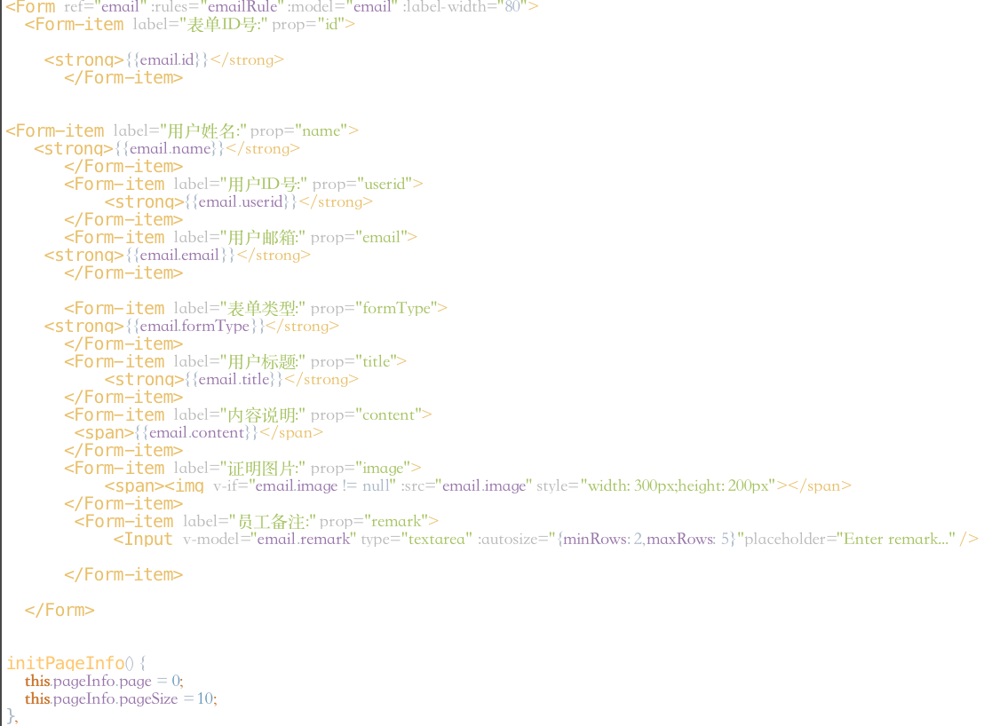 <Form ref="email" :rules="emailRule" :model="email" :label-width="80">
<Form-item label="表单ID号:" prop="id">
<strong>{{email.id}}</strong>
</Form-item>
<Form-item label="用户姓名:" prop="name">
<strong>{{email.name}}</strong>
</Form-item>
<Form-item label="用户ID号:" prop="userid">
<strong>{{email.userid}}</strong>
</Form-item>
<Form-item label="用户邮箱:" prop="email">
<strong>{{email.email}}</strong>
</Form-item>
<Form-item label="表单类型:" prop="formType">
<strong>{{email.formType}}</strong>
</Form-item>
<Form-item label="用户标题:" prop="title">
<strong>{{email.title}}</strong>
</Form-item>
<Form-item label="内容说明:" prop="content">
<span>{{email.content}}</span>
</Form-item>
<Form-item label="证明图片:" prop="image">
<span><img v-if="email.image != null" :src="email.image" style="width: 300px;height: 200px"></span>
</Form-item>
<Form-item label="员工备注:" prop="remark">
<Input v-model="email.remark" type="textarea" :autosize="{minRows: 2,maxRows: 5}"placeholder="Enter remark..." />
</Form-item>
</Form>
initPageInfo() {
this.pageInfo.page = 0;
this.pageInfo.pageSize =10;
},